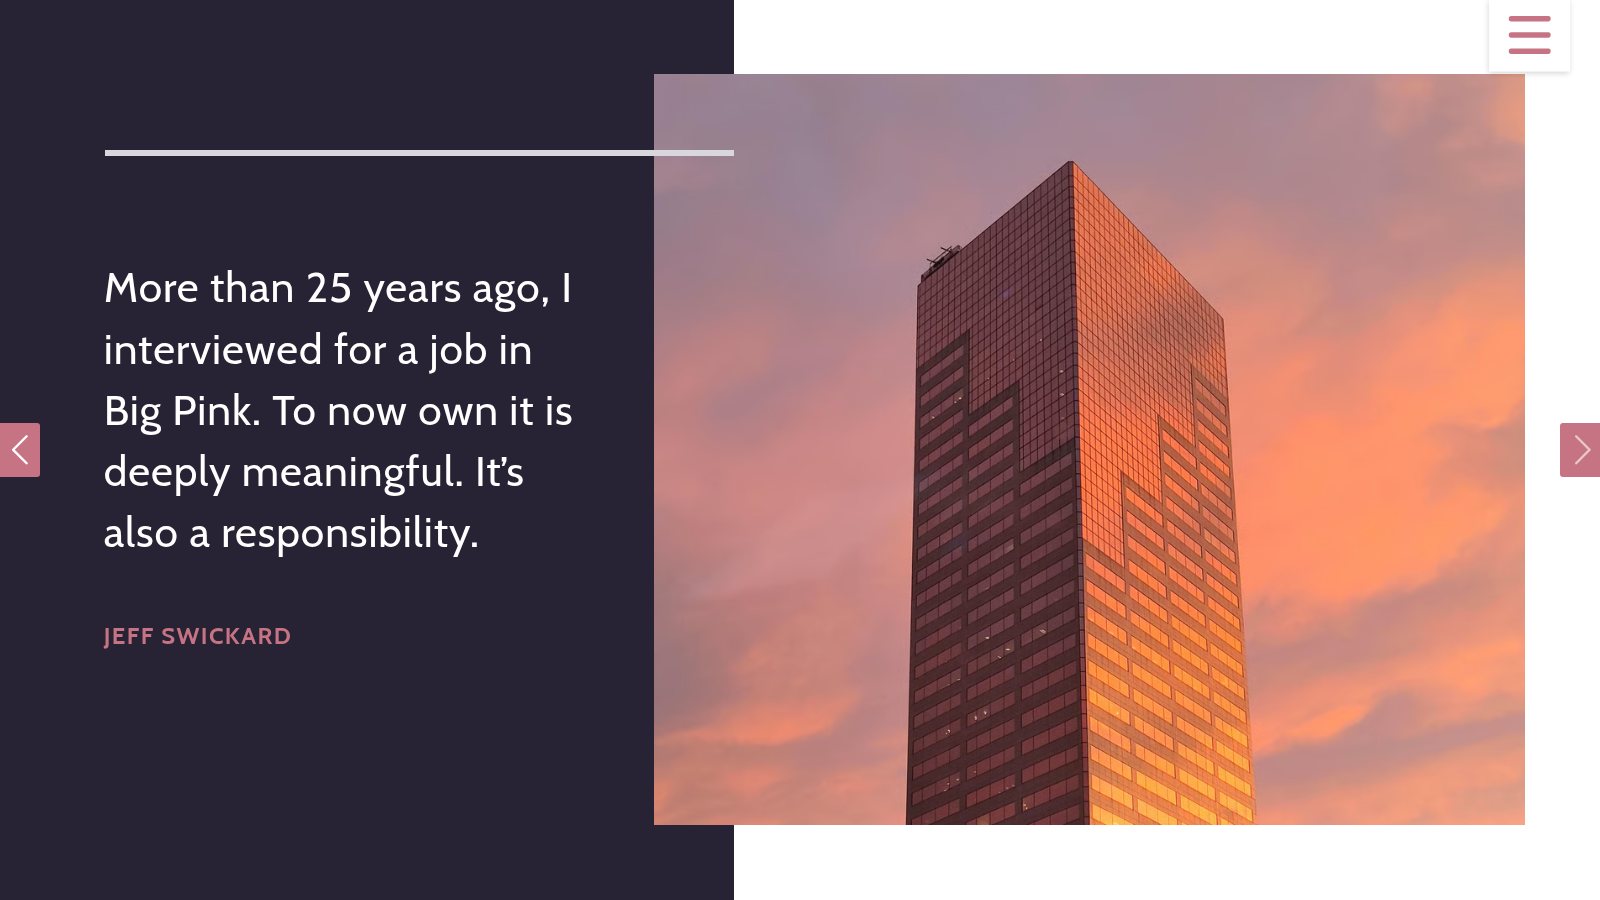 More than 25 years ago, I
interviewed for a job in
Big Pink. To now own it is
deeply meaningful. It’s
also a responsibility.
JEFF SWICKARD